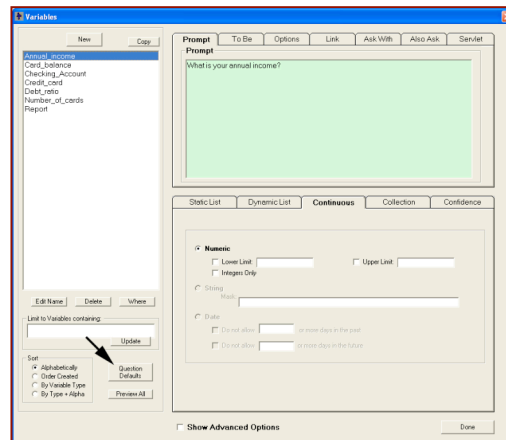 Variables
New
Copy
Annual_income
Card_balance
Checking_Account
Credit_card
Debt_ratio
Number_of_cards
Report
Edit Name
Delete
Where
Limit to Variables containing:
Update
Sort
Alphabetically
Order Created
By Variable Type
By Type + Alpha
Question
Defaults
Preview All
Prompt To Be Options Link Ask With Also Ask Servlet
Prompt
What is your annual income?
Static List Dynamic List Continuous Collection Confidence
Numeric
Lower Limit: Upper Limit:
Integers Only
String
Mask:
Date
Do not allow or more days in the past
Do not allow or more days in the future
Show Advanced Options
Done